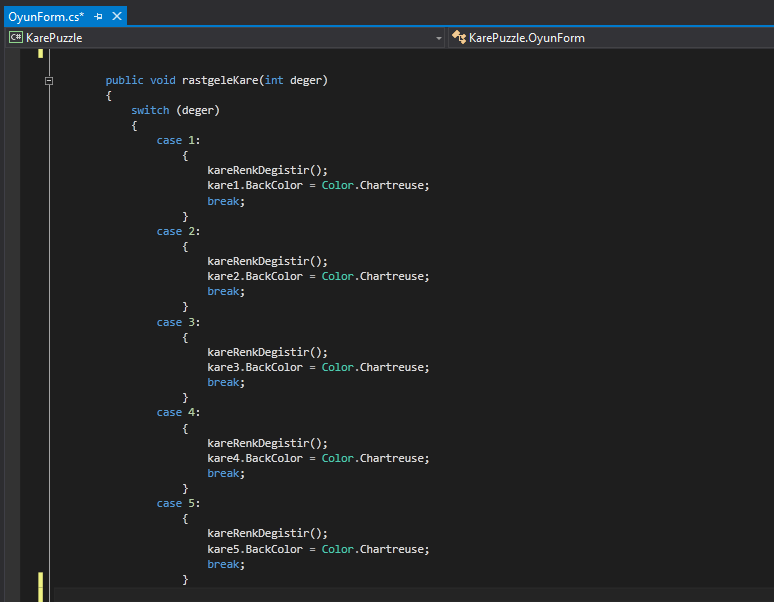 OyunForm.cs*
KarePuzzle KarePuzzle.OyunForm
public void rastgeleKare(int deger)
{
switch (deger)
{
case 1:
{
kareRenkDegistir();
kare1.BackColor = Color.Chartreuse;
break;
}
case 2:
{
kareRenkDegistir();
kare2.BackColor = Color.Chartreuse;
break;
}
case 3:
{
kareRenkDegistir();
kare3.BackColor = Color.Chartreuse;
break;
}
case 4:
{
kareRenkDegistir();
kare4.BackColor = Color.Chartreuse;
break;
}
case 5:
{
kareRenkDegistir();
kare5.BackColor = Color.Chartreuse;
break;
}